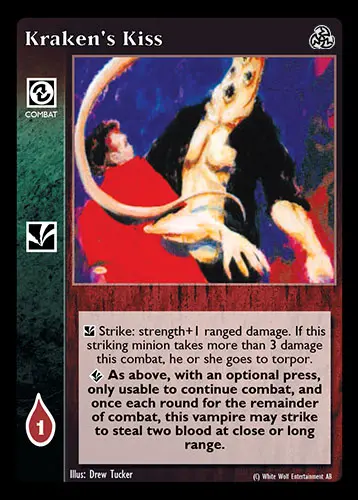 Kraken's Kiss
COMBAT
Strike: strength+1 ranged damage. If this
striking minion takes more than 3 damage
this combat, he or she goes to torpor.
As above, with an optional press,
only usable to continue combat, and
once each round for the remainder
of combat, this vampire may strike
to steal two blood at close or long
range.
1
Illus: Drew Tucker
(C) White Wolf Entertainment AB